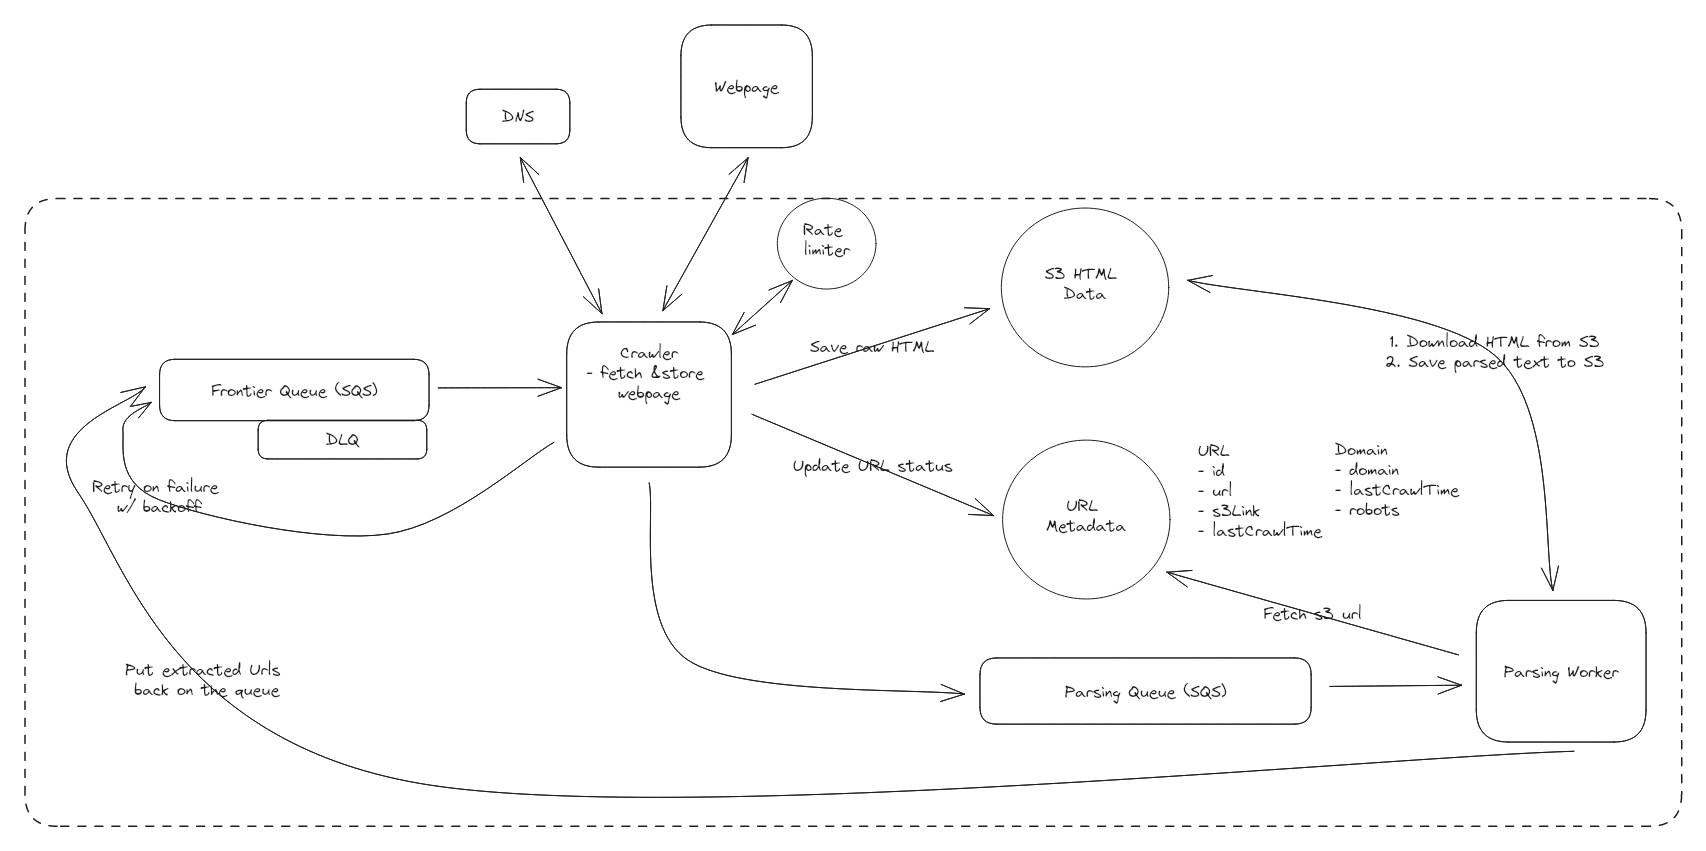 Webpage
DNS
Rate
limiter
S3 HTML
Data
Crawler
- fetch &store
webpage
Save raw HTML
1. Download HTML from S3
2. Save parsed text to S3
Frontier Queue (SQS)
DLQ
Retry on failure
w/ backoff
Update URL status
URL
Metadata
URL
- id
- url
- s3Link
- lastCrawlTime
Domain
- domain
- lastCrawlTime
- robots
Fetch s3 url
Put extracted Urls
back on the queue
Parsing Queue (SQS)
Parsing Worker